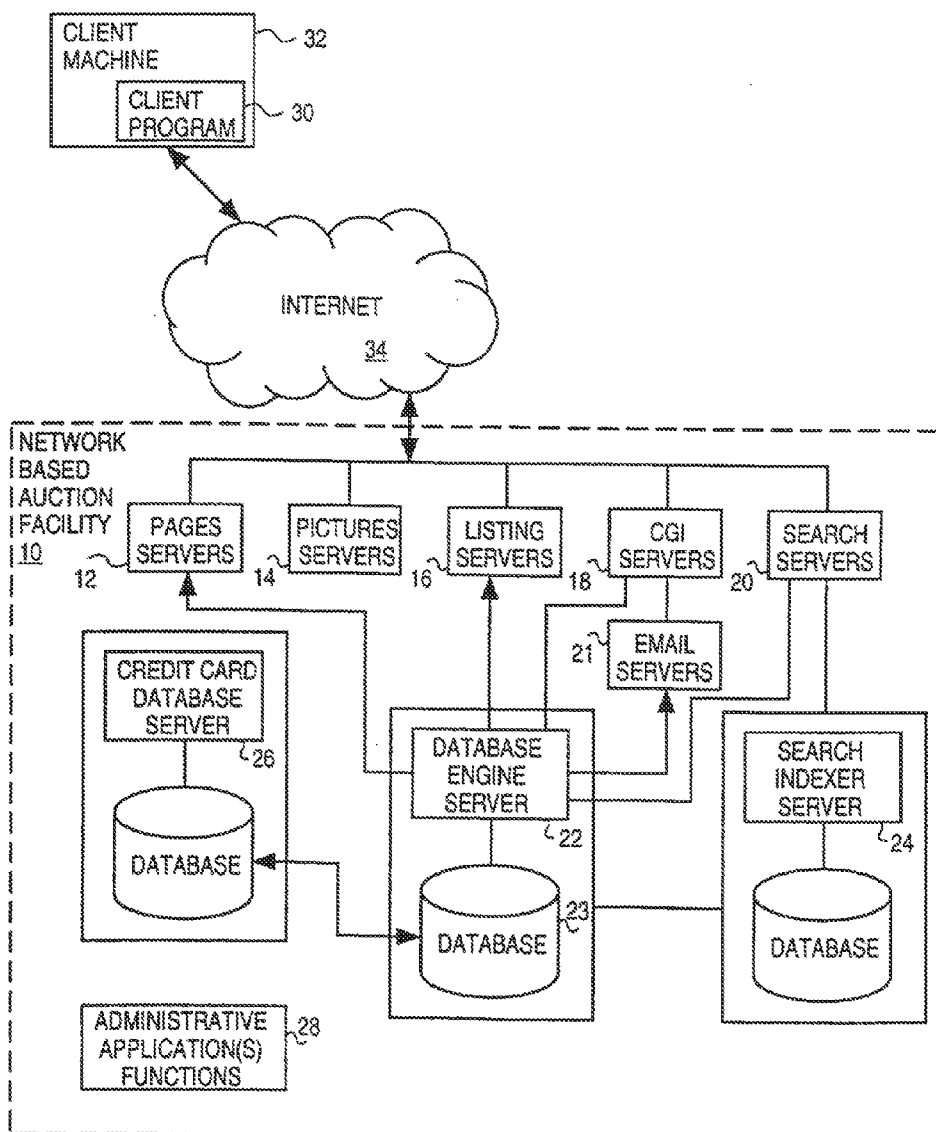 CLIENT
MACHINE
32
CLIENT
PROGRAM
30
INTERNET
34
NETWORK
BASED
AUCTION
FACILITY
10
PAGES
SERVERS
12
PICTURES
SERVERS
14
LISTING
SERVERS
16
CGI
SERVERS
18
SEARCH
SERVERS
20
21
EMAIL
SERVERS
CREDIT CARD
DATABASE
SERVER
26
DATABASE
DATABASE
ENGINE
SERVER
22
DATABASE
23
SEARCH
INDEXER
SERVER
24
DATABASE
ADMINISTRATIVE
APPLICATION(S)
FUNCTIONS
28